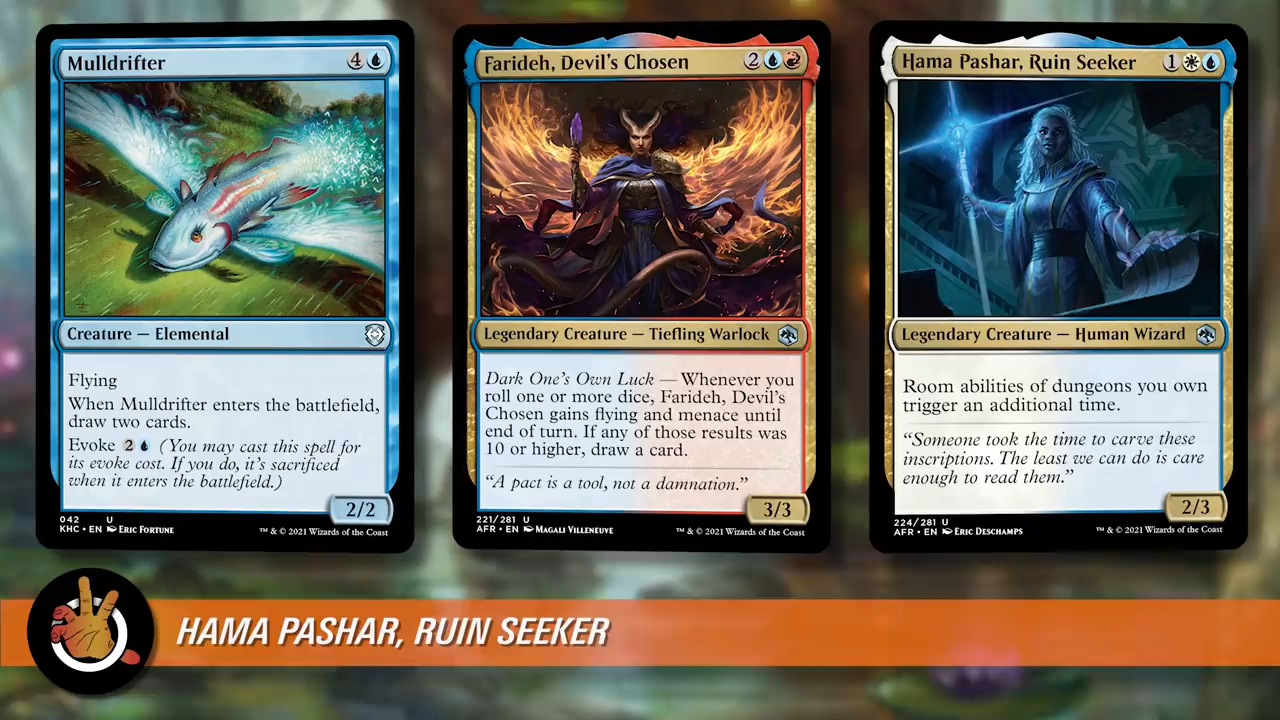 Mulldrifter 4
Creature — Elemental
Flying
When Mulldrifter enters the battlefield,
draw two cards.
Evoke 2 (You may cast this spell for
its evoke cost. If you do, it's sacrificed
when it enters the battlefield.)
2/2
042 U
KHC • EN ERIC FORTUNE ™ & © 2021 Wizards of the Coast
Farideh, Devil's Chosen 2
Legendary Creature — Tiefling Warlock
Dark One's Own Luck — Whenever you
roll one or more dice, Farideh, Devil's
Chosen gains flying and menace until
end of turn. If any of those results was
10 or higher, draw a card.
"A pact is a tool, not a damnation."
3/3
221/281 U
AFR • EN MAGALI VILLENEUVE ™ & © 2021 Wizards of the Coast
Hama Pashar, Ruin Seeker 1
Legendary Creature — Human Wizard
Room abilities of dungeons you own
trigger an additional time.
"Someone took the time to carve these
inscriptions. The least we can do is care
enough to read them."
2/3
224/281 U
AFR • EN ERIC DESCHAMPS ™ & © 2021 Wizards of the Coast
HAMA PASHAR, RUIN SEEKER